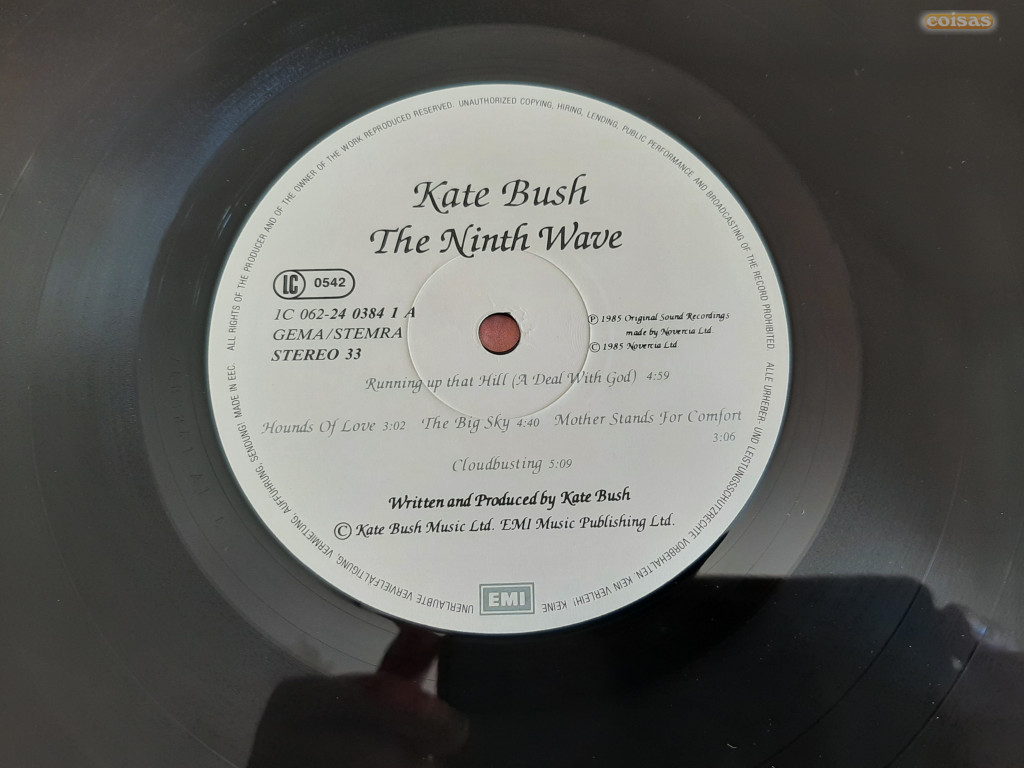 coisas
ALL RIGHTS OF THE PRODUCER AND OF THE OWNER OF THE WORK REPRODUCED RESERVED. UNAUTHORIZED COPYING, HIRING, LENDING, PUBLIC PERFORMANCE AND BROADCASTING OF THE RECORD PROHIBITED.
Kate Bush
The Ninth Wave
LC 0542
1C 062-24 0384 1 A
GEMA/STEMRA
STEREO 33
℗ 1985 Original Sound Recordings
made by Novercia Ltd.
© 1985 Novercia Ltd
Running up that Hill (A Deal With God) 4:59
Hounds Of Love 3:02 The Big Sky 4:40 Mother Stands For Comfort
3:06
Cloudbusting 5:09
Written and Produced by Kate Bush
© Kate Bush Music Ltd. EMI Music Publishing Ltd.
EMI
ALLE URHEBER- UND LEISTUNGSSCHUTZRECHTE VORBEHALTEN. KEIN VERLEIH! KEINE
UNERLAUBTE VERVIELFÄLTIGUNG, VERMIETUNG, AUFFÜHRUNG, SENDUNG! MADE IN EEC.